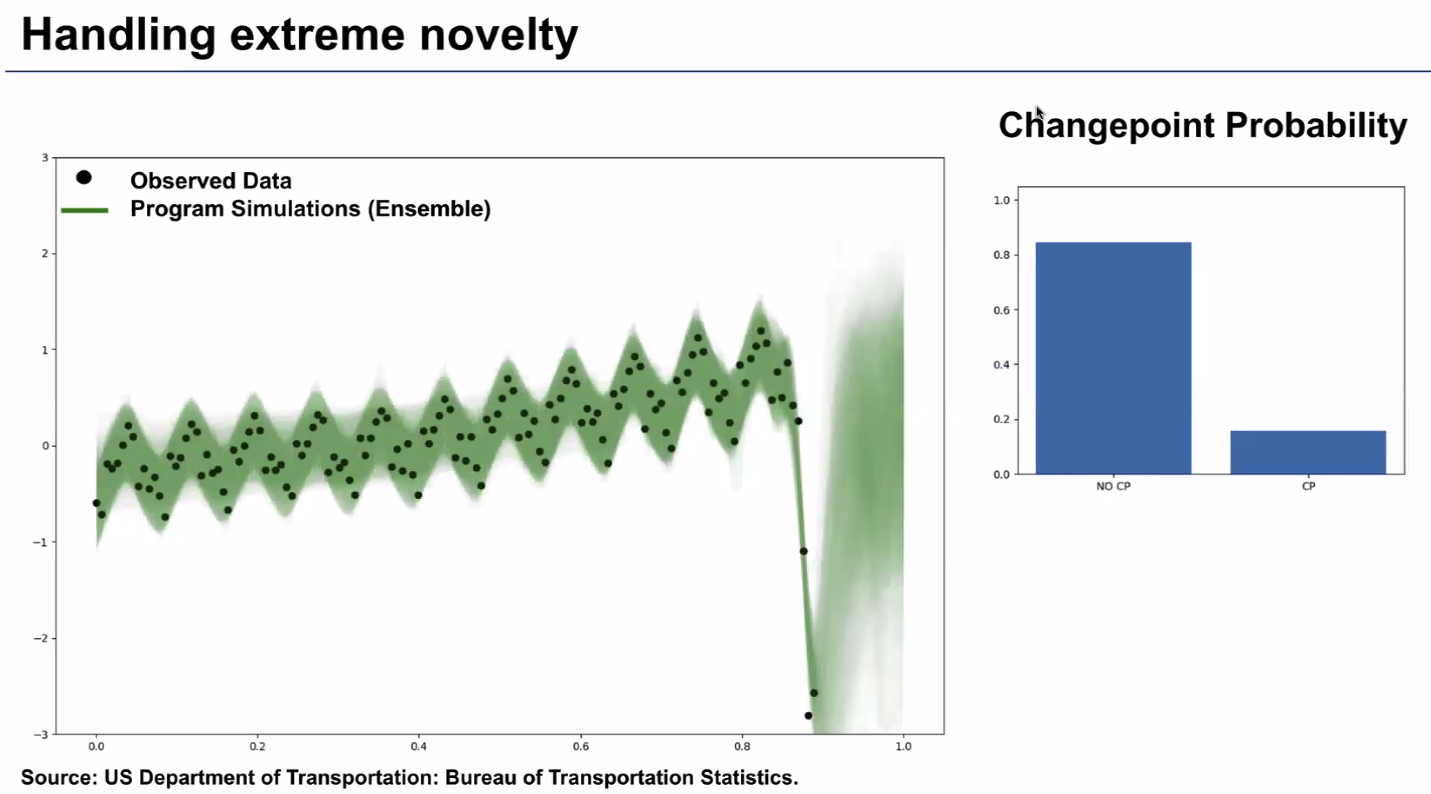 Handling extreme novelty
Changepoint Probability
Observed Data
Program Simulations (Ensemble)
3
2
1
0
−1
−2
−3
0.0
0.2
0.4
0.6
0.8
1.0
1.0
0.8
0.6
0.4
0.2
0.0
NO CP
CP
Source: US Department of Transportation: Bureau of Transportation Statistics.